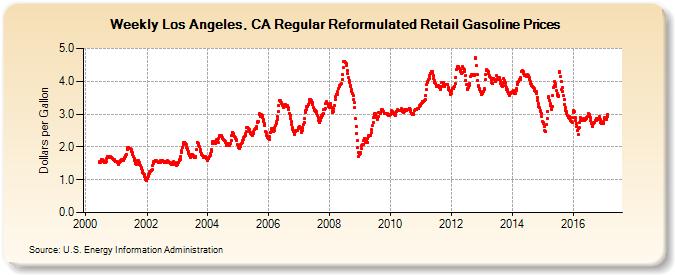 Weekly Los Angeles, CA Regular Reformulated Retail Gasoline Prices
Dollars per Gallon
5.0
4.0
3.0
2.0
1.0
0.0
2000 2002 2004 2006 2008 2010 2012 2014 2016
Source: U.S. Energy Information Administration